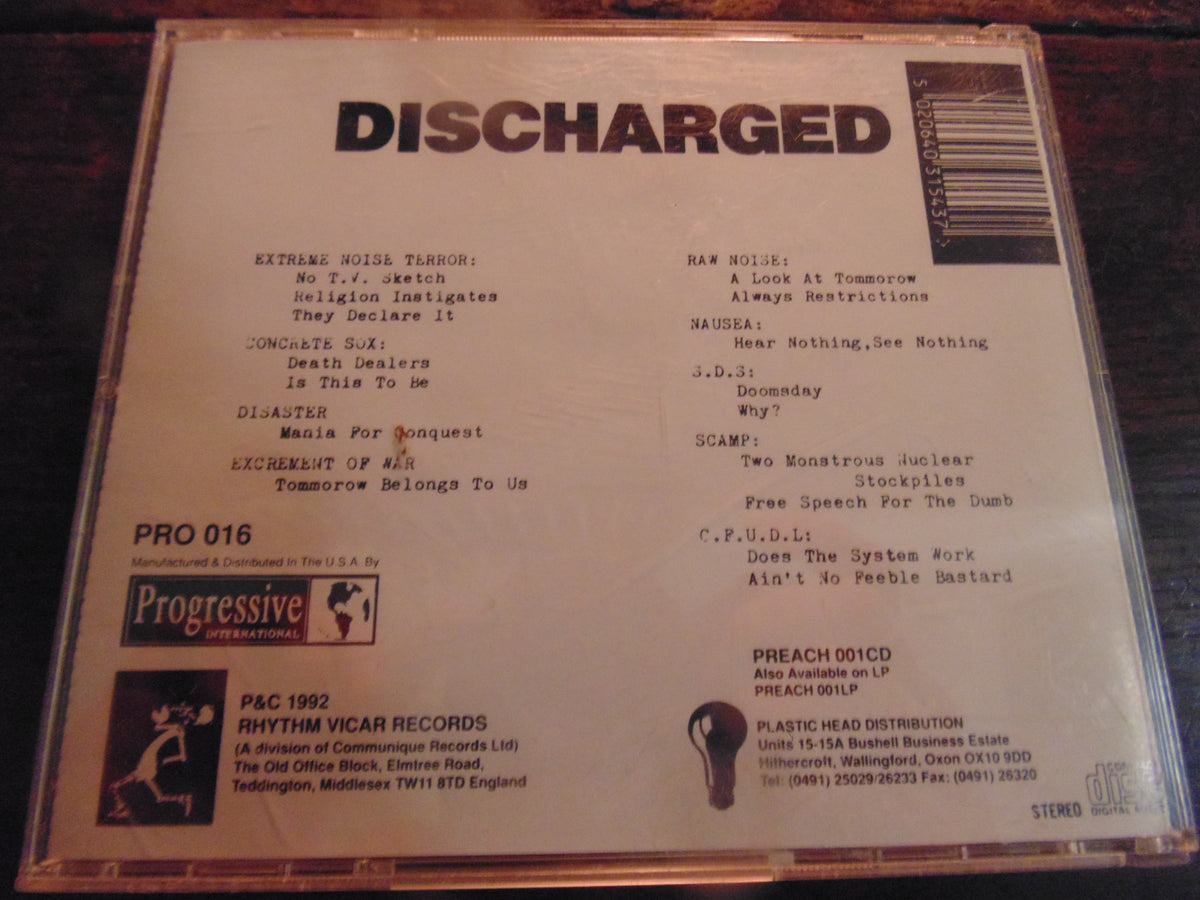 DISCHARGED
5 020640 315437 >
EXTREME NOISE TERROR:
No T.V. Sketch
Religion Instigates
They Declare It
CONCRETE SOX:
Death Dealers
Is This To Be
DISASTER
Mania For Conquest
EXCREMENT OF WAR
Tommorow Belongs To Us
RAW NOISE:
A Look At Tommorow
Always Restrictions
NAUSEA:
Hear Nothing,See Nothing
S.D.S:
Doomsday
Why?
SCAMP:
Two Monstrous Nuclear
Stockpiles
Free Speech For The Dumb
C.F.U.D.L:
Does The System Work
Ain't No Feeble Bastard
PRO 016
Manufactured & Distributed In The U.S.A. By
Progressive
INTERNATIONAL
P&C 1992
RHYTHM VICAR RECORDS
(A division of Communique Records Ltd)
The Old Office Block, Elmtree Road,
Teddington, Middlesex TW11 8TD England
PREACH 001CD
Also Available on LP
PREACH 001LP
PLASTIC HEAD DISTRIBUTION
Units 15-15A Bushell Business Estate
Hithercroft, Wallingford, Oxon OX10 9DD
Tel: (0491) 25029/26233 Fax: (0491) 26320
STEREO
disc
DIGITAL AUDIO